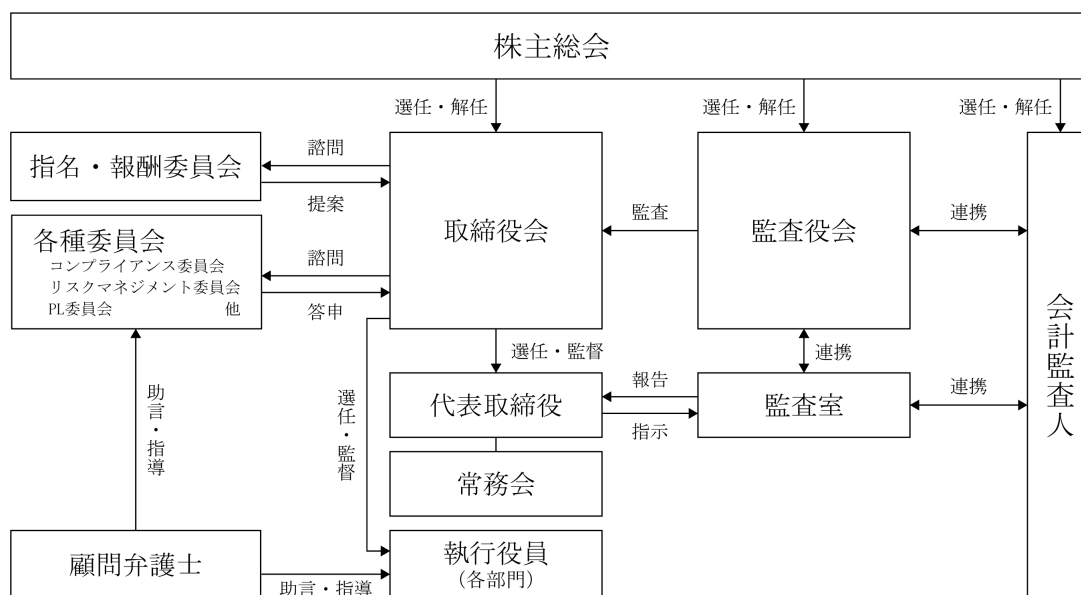 株主総会
選任・解任
選任・解任
選任・解任
指名・報酬委員会
諮問
提案
取締役会
監査
監査役会
連携
各種委員会
コンプライアンス委員会
リスクマネジメント委員会
PL委員会 他
諮問
答申
会計監査人
選任・監督
連携
助言・指導
選任・監督
代表取締役
報告
指示
監査室
連携
常務会
顧問弁護士
助言・指導
執行役員
（各部門）